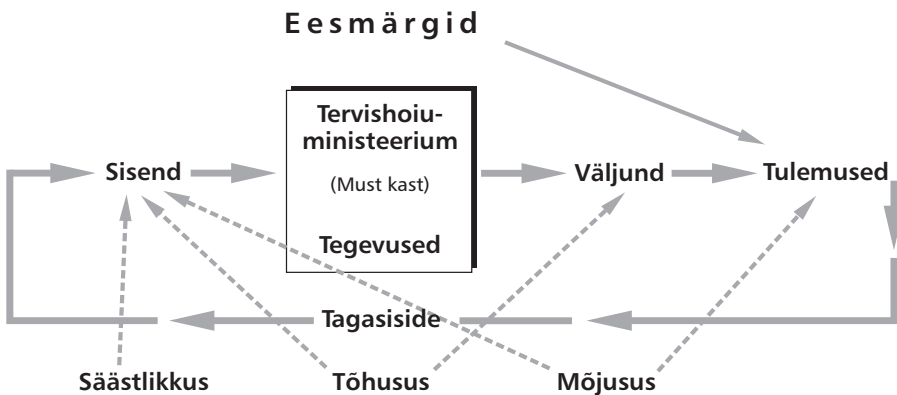 Eesmärgid
Tervishoiu-
ministeerium
(Must kast)
Tegevused
Sisend
Väljund
Tulemused
Tagasiside
Säästlikkus
Tõhusus
Mõjusus